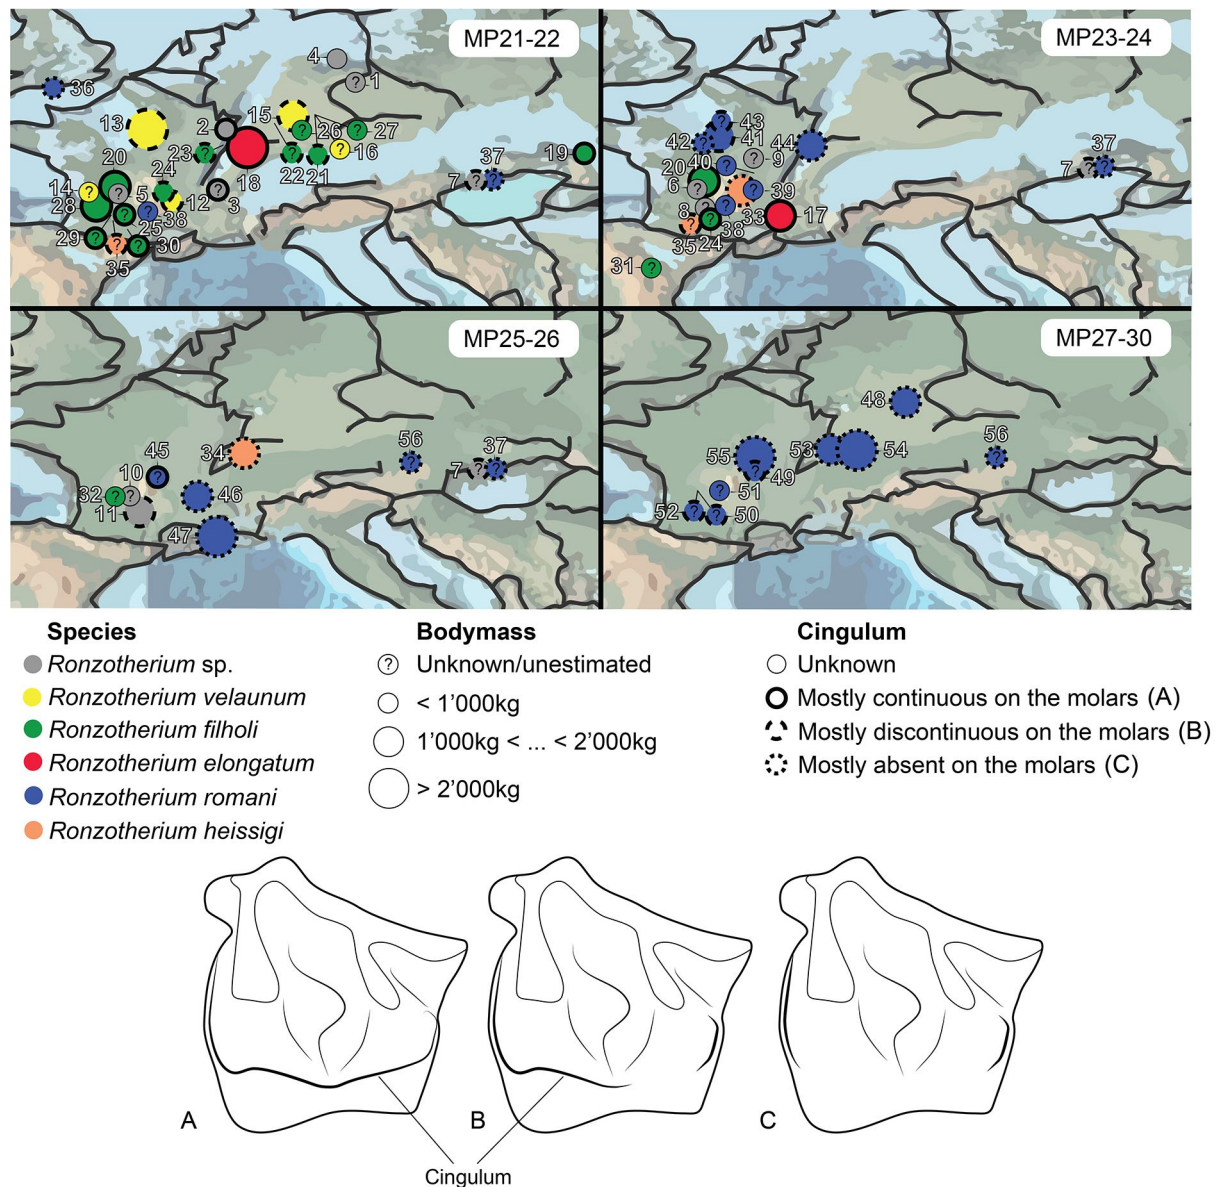 MP21-22
4
1
36
13
2
15
26
27
16
20
23
24
22
21
19
37
14
5
18
7
28
12
3
38
25
29
30
35
MP23-24
43
42
41
44
20
40
9
37
7
6
39
8
33
17
38
35
24
31
MP25-26
45
34
56
37
10
7
32
46
11
47
MP27-30
48
55
53
54
56
49
51
52
50
Species
Ronzotherium sp.
Ronzotherium velaunum
Ronzotherium filholi
Ronzotherium elongatum
Ronzotherium romani
Ronzotherium heissigi
Bodymass
? Unknown/unestimated
< 1’000kg
1’000kg < ... < 2’000kg
> 2’000kg
Cingulum
Unknown
Mostly continuous on the molars (A)
Mostly discontinuous on the molars (B)
Mostly absent on the molars (C)
A
B
C
Cingulum